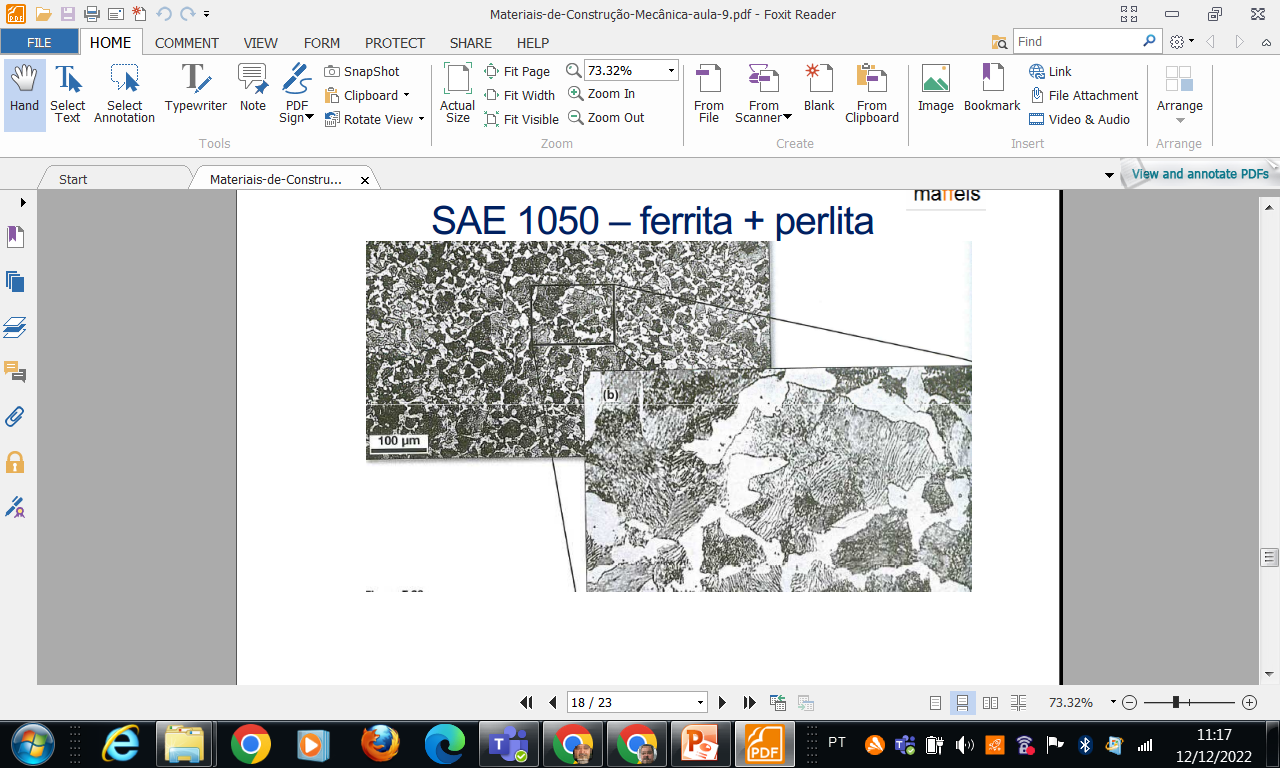 Materiais-de-Construção-Mecânica-aula-9.pdf - Foxit Reader
FILE
HOME
COMMENT
VIEW
FORM
PROTECT
SHARE
HELP
Find
Hand
Select
Text
Select
Annotation
Typewriter
Note
PDF
Sign
SnapShot
Clipboard
Rotate View
Tools
Actual
Size
Fit Page
Fit Width
Fit Visible
73.32%
Zoom In
Zoom Out
Zoom
From
File
From
Scanner
Blank
From
Clipboard
Create
Image
Bookmark
Link
File Attachment
Video & Audio
Insert
Arrange
Arrange
Start
Materiais-de-Constru...
View and annotate PDFs
SAE 1050 – ferrita + perlita
100 µm
(b)
18 / 23
73.32%
PT
11:17
12/12/2022
PDF